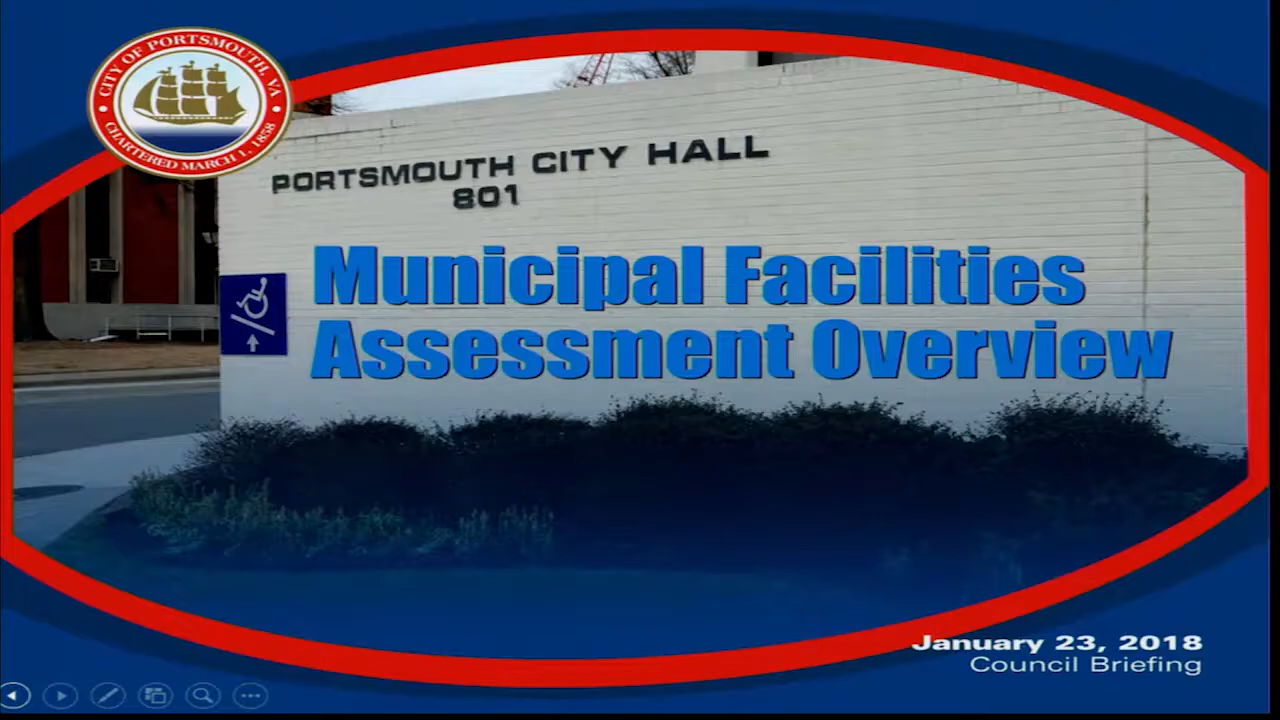 CITY OF PORTSMOUTH, VA
CHARTERED MARCH 1, 1858
PORTSMOUTH CITY HALL
801
Municipal Facilities
Assessment Overview
January 23, 2018
Council Briefing